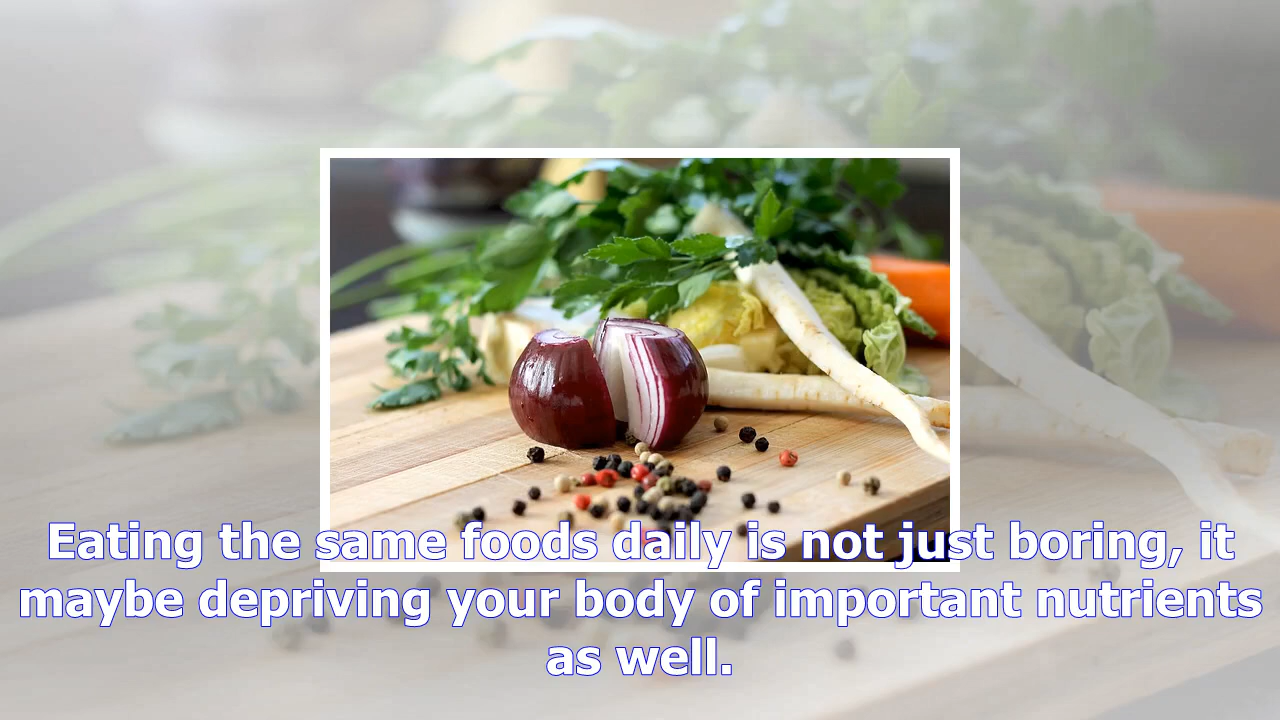 Eating the same foods daily is not just boring, it
maybe depriving your body of important nutrients
as well.